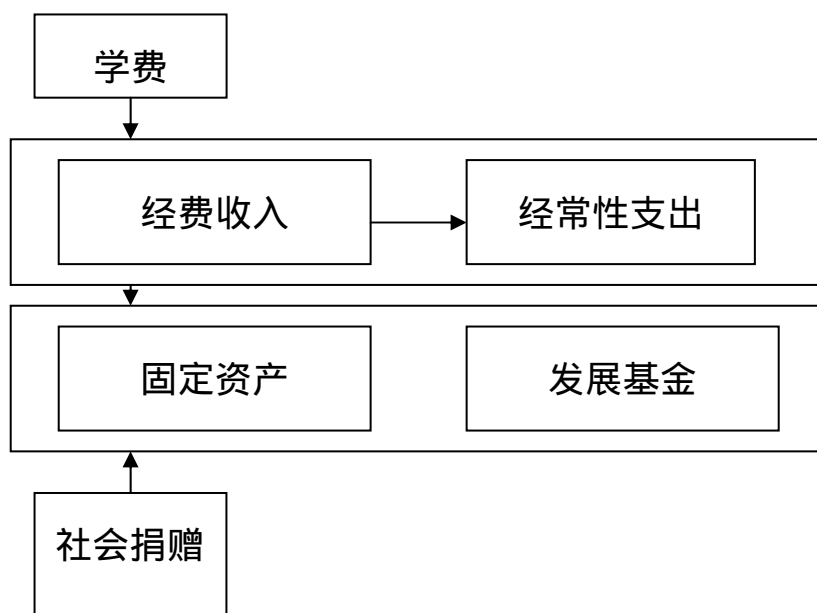 学费
经费收入
经常性支出
固定资产
发展基金
社会捐赠